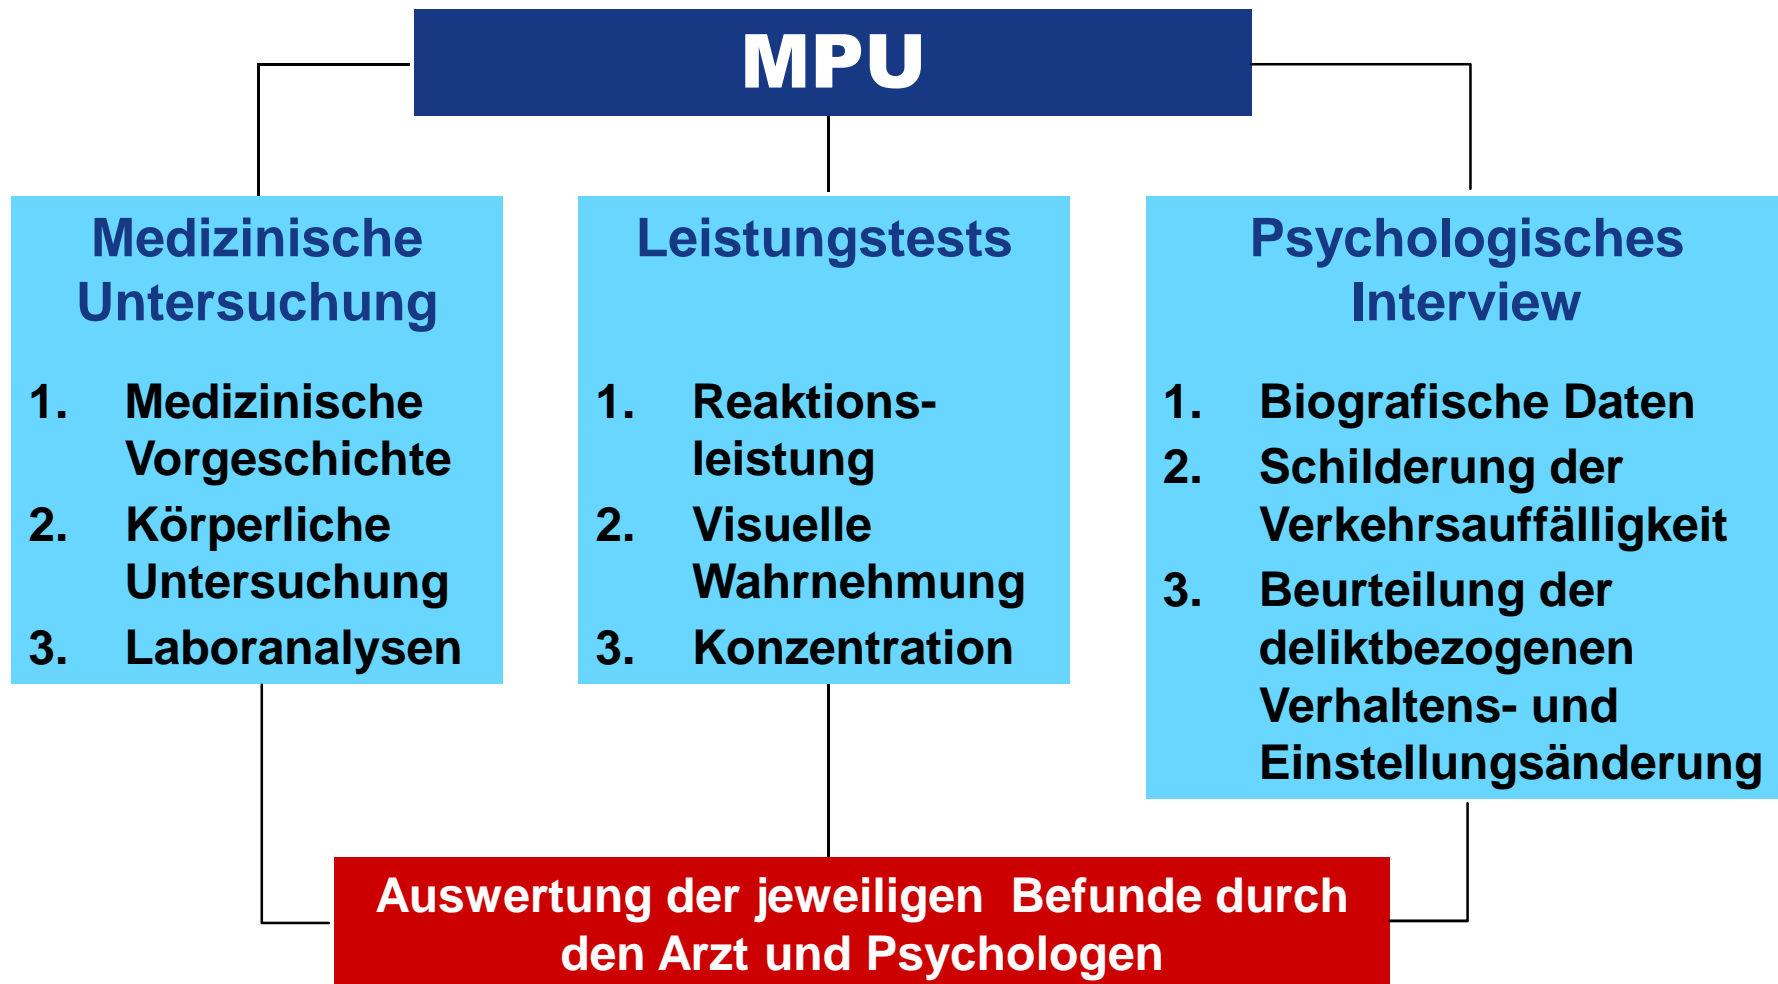 MPU
Medizinische
Untersuchung
1. Medizinische
Vorgeschichte
2. Körperliche
Untersuchung
3. Laboranalysen
Leistungstests
1. Reaktions-
leistung
2. Visuelle
Wahrnehmung
3. Konzentration
Psychologisches
Interview
1. Biografische Daten
2. Schilderung der
Verkehrsauffälligkeit
3. Beurteilung der
deliktbezogenen
Verhaltens- und
Einstellungsänderung
Auswertung der jeweiligen Befunde durch
den Arzt und Psychologen